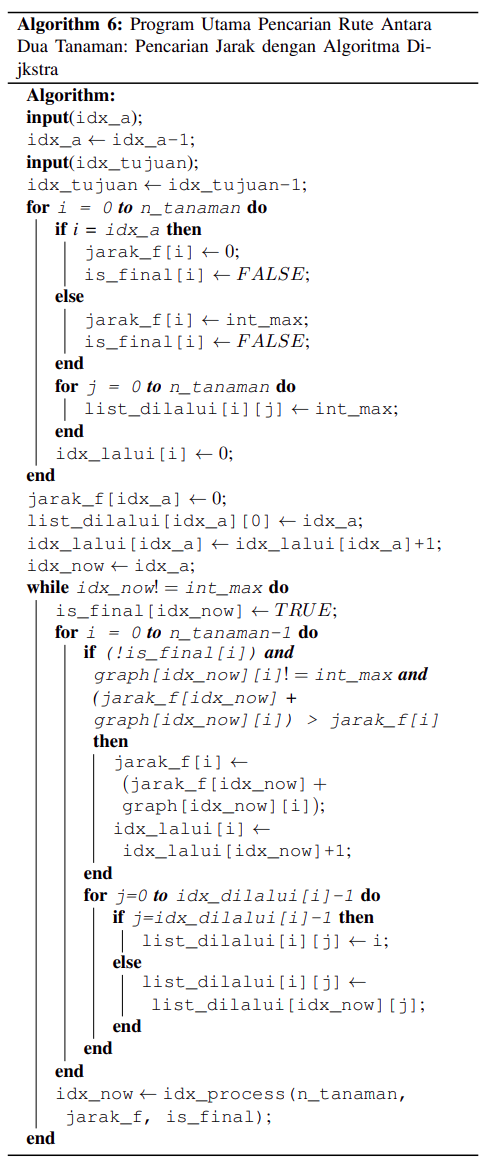 Algorithm 6: Program Utama Pencarian Rute Antara
Dua Tanaman: Pencarian Jarak dengan Algoritma Di-
jkstra
Algorithm:
input(idx_a);
idx_a ← idx_a-1;
input(idx_tujuan);
idx_tujuan ← idx_tujuan-1;
for i = 0 to n_tanaman do
if i = idx_a then
jarak_f[i] ← 0;
is_final[i] ← FALSE;
else
jarak_f[i] ← int_max;
is_final[i] ← FALSE;
end
for j = 0 to n_tanaman do
list_dilalui[i][j] ← int_max;
end
idx_lalui[i] ← 0;
end
jarak_f[idx_a] ← 0;
list_dilalui[idx_a][0] ← idx_a;
idx_lalui[idx_a] ← idx_lalui[idx_a]+1;
idx_now ← idx_a;
while idx_now! = int_max do
is_final[idx_now] ← TRUE;
for i = 0 to n_tanaman-1 do
if (!is_final[i]) and
graph[idx_now][i]! = int_max and
(jarak_f[idx_now] +
graph[idx_now][i]) > jarak_f[i]
then
jarak_f[i] ←
(jarak_f[idx_now] +
graph[idx_now][i]);
idx_lalui[i] ←
idx_lalui[idx_now]+1;
end
for j=0 to idx_dilalui[i]-1 do
if j=idx_dilalui[i]-1 then
list_dilalui[i][j] ← i;
else
list_dilalui[i][j] ←
list_dilalui[idx_now][j];
end
end
end
idx_now ← idx_process(n_tanaman,
jarak_f, is_final);
end